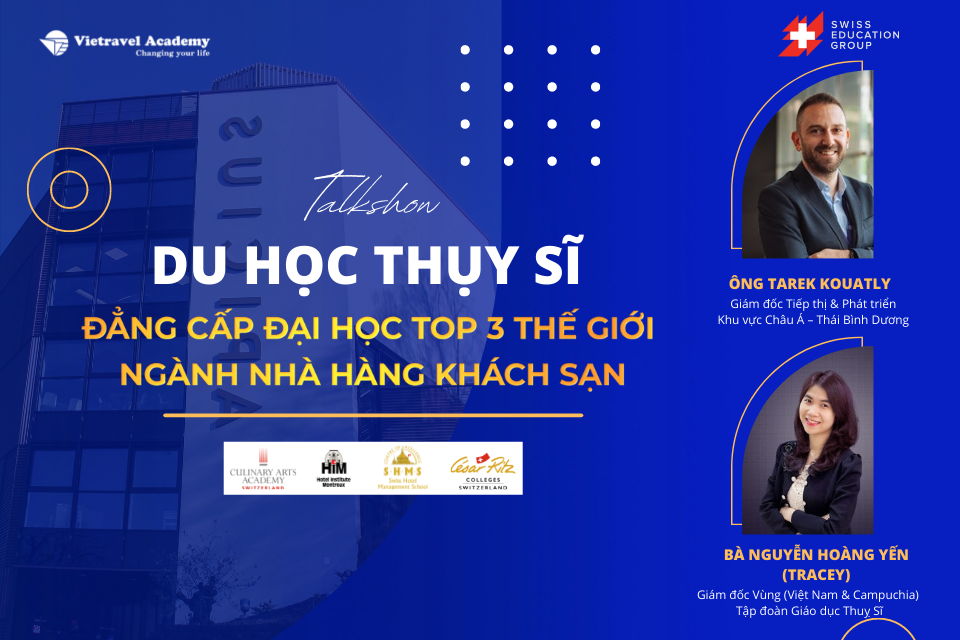 Vietravel Academy
Changing your life
SWISS
EDUCATION
GROUP
Talkshow
DU HỌC THỤY SĨ
ĐẲNG CẤP ĐẠI HỌC TOP 3 THẾ GIỚI
NGÀNH NHÀ HÀNG KHÁCH SẠN
CULINARY ARTS
ACADEMY
SWITZERLAND
HIM
Hotel Institute
Montreux
SHMS
Swiss Hotel
Management School
César Ritz
COLLEGES
SWITZERLAND
ÔNG TAREK KOUATLY
Giám đốc Tiếp thị & Phát triển
Khu vực Châu Á – Thái Bình Dương
BÀ NGUYỄN HOÀNG YẾN
(TRACEY)
Giám đốc Vùng (Việt Nam & Campuchia)
Tập đoàn Giáo dục Thuỵ Sĩ
APICIUS